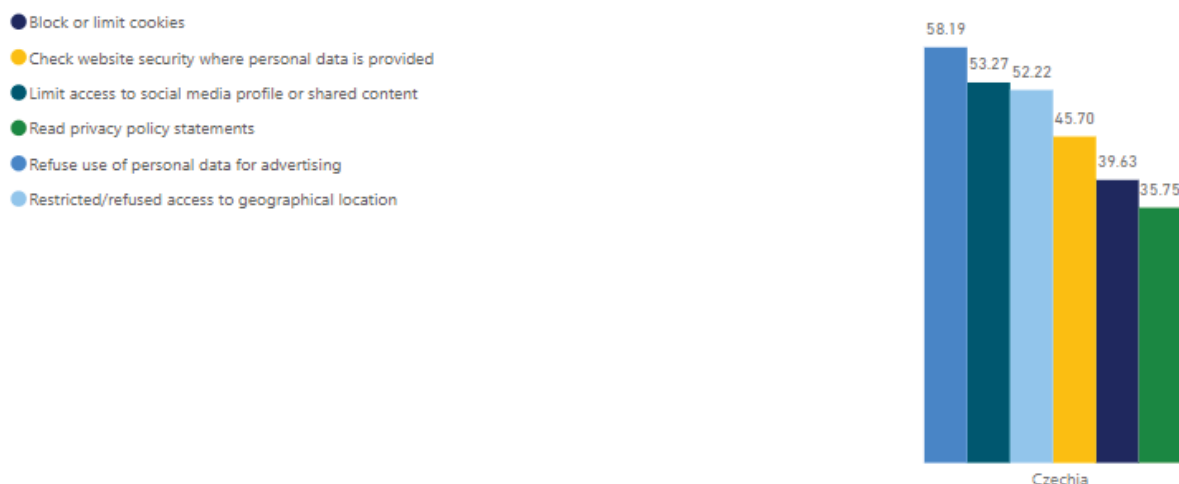 Block or limit cookies
Check website security where personal data is provided
Limit access to social media profile or shared content
Read privacy policy statements
Refuse use of personal data for advertising
Restricted/refused access to geographical location
58.19
53.27
52.22
45.70
39.63
35.75
Czechia